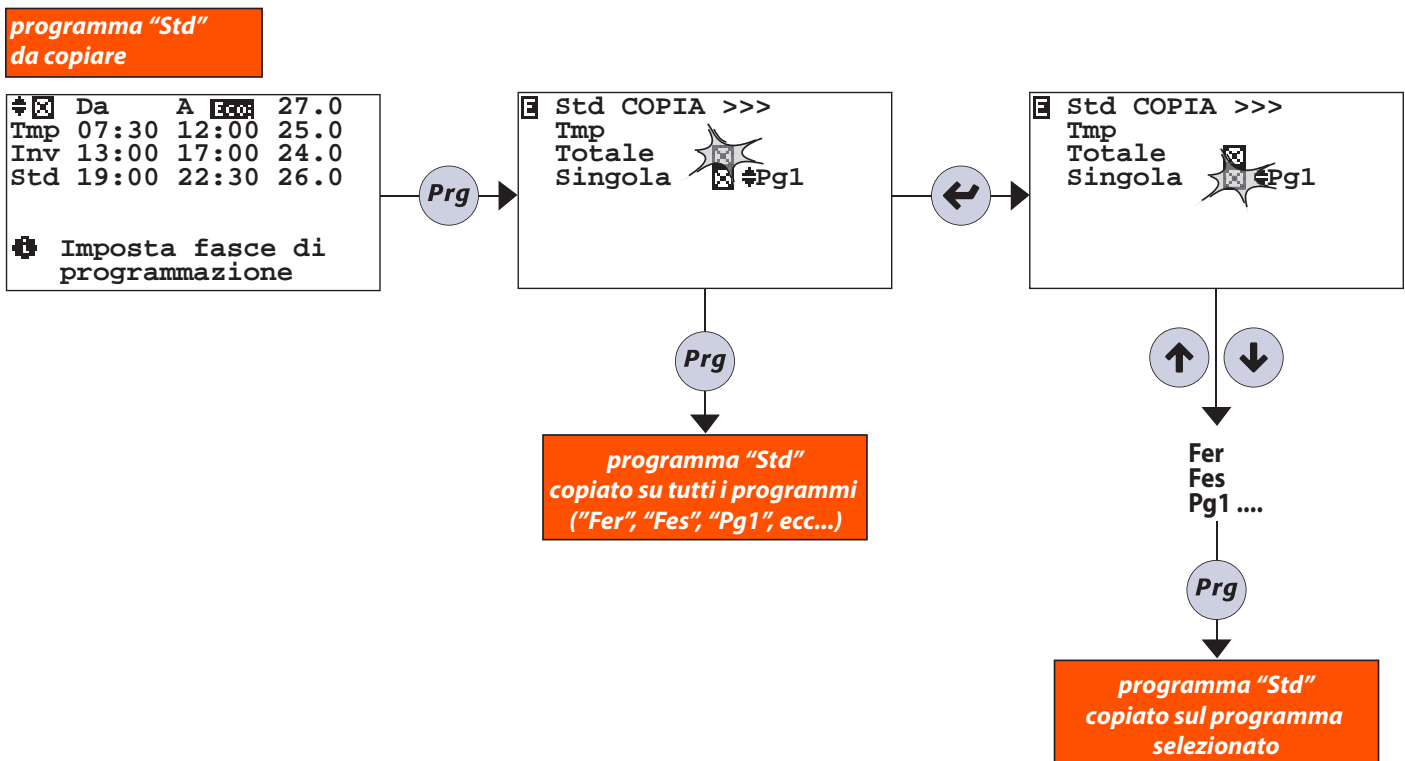 programma “Std”
da copiare
Da A Eco: 27.0
Tmp 07:30 12:00 25.0
Inv 13:00 17:00 24.0
Std 19:00 22:30 26.0
Imposta fasce di
programmazione
Prg
E Std COPIA >>>
Tmp
Totale
Singola Pg1
E Std COPIA >>>
Tmp
Totale
Singola Pg1
Prg
programma “Std”
copiato su tutti i programmi
(”Fer”, “Fes”, “Pg1”, ecc...)
Fer
Fes
Pg1 ....
Prg
programma “Std”
copiato sul programma
selezionato